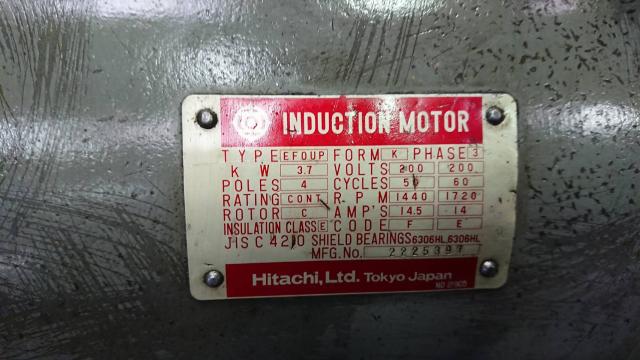 INDUCTION MOTOR
TYPE EFOUP FORM K PHASE 3
KW 3.7 VOLTS 200 200
POLES 4 CYCLES 50 60
RATING CONT. R.P.M 1440 1720
ROTOR C AMP'S 14.5 14
INSULATION CLASS E CODE F E
JIS C 4210 SHIELD BEARINGS 6306HL,6306HL
MFG.No. 2225397
Hitachi,Ltd. Tokyo Japan